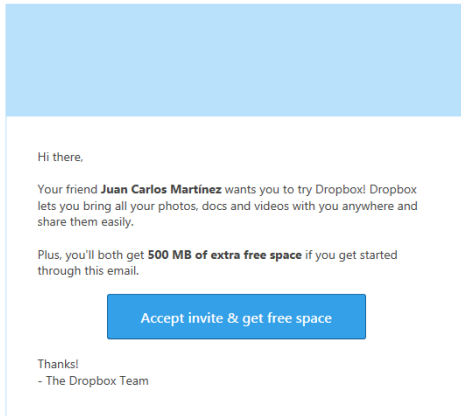 Hi there,
Your friend Juan Carlos Martínez wants you to try Dropbox! Dropbox
lets you bring all your photos, docs and videos with you anywhere and
share them easily.
Plus, you'll both get 500 MB of extra free space if you get started
through this email.
Accept invite & get free space
Thanks!
- The Dropbox Team